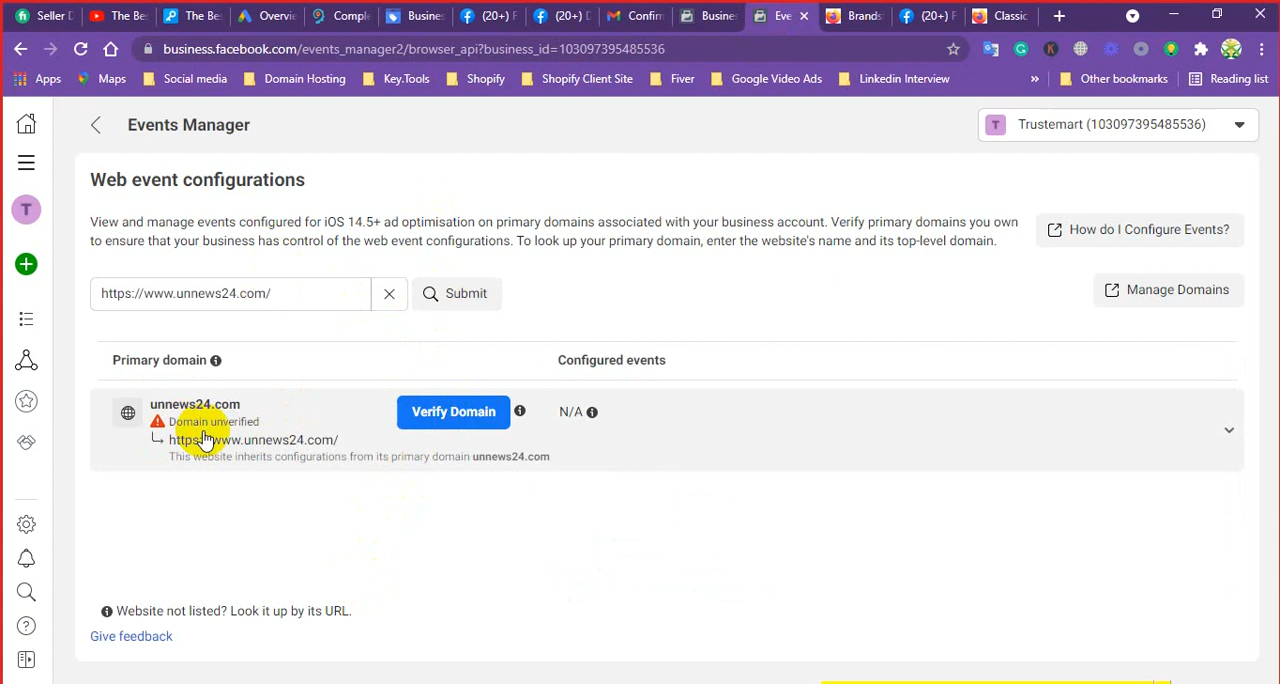 Seller D
The Bes
The Be
Overvie
Comple
Busines
(20+) F
(20+) D
Confirm
Busine
Eve
Brands
(20+) F
Classic
business.facebook.com/events_manager2/browser_api?business_id=103097395485536
Apps
Maps
Social media
Domain Hosting
Key.Tools
Shopify
Shopify Client Site
Fiver
Google Video Ads
Linkedin Interview
»
Other bookmarks
Reading list
Events Manager
T
Trustemart (103097395485536)
Web event configurations
T
View and manage events configured for iOS 14.5+ ad optimisation on primary domains associated with your business account. Verify primary domains you own
to ensure that your business has control of the web event configurations. To look up your primary domain, enter the website's name and its top-level domain.
How do I Configure Events?
https://www.unnews24.com/
Submit
Manage Domains
Primary domain
Configured events
unnews24.com
Domain unverified
Verify Domain
N/A
https://www.unnews24.com/
This website inherits configurations from its primary domain unnews24.com
Website not listed? Look it up by its URL.
Give feedback